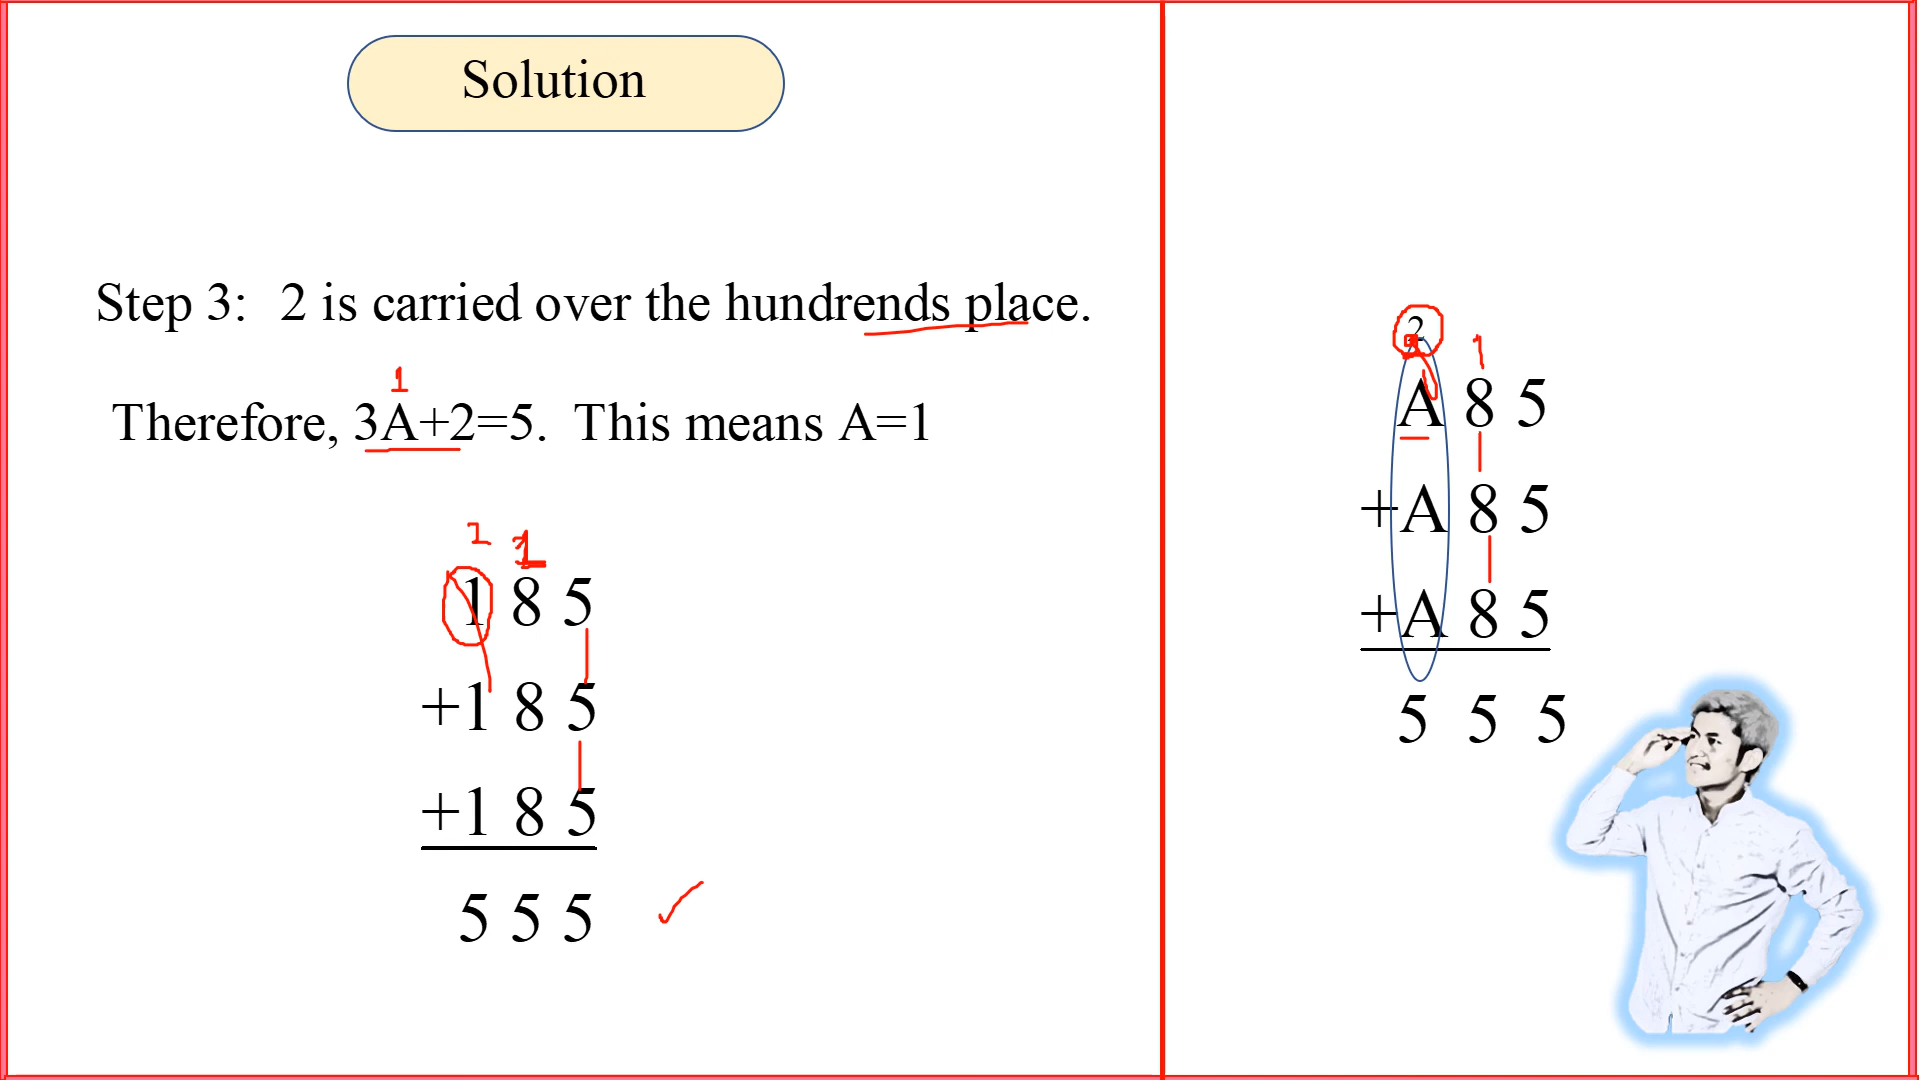 Solution
Step 3: 2 is carried over the hundrends place.
1
Therefore, 3A+2=5. This means A=1
1 1
1 8 5
+1 8 5
+1 8 5
5 5 5
2 1
A 8 5
+A 8 5
+A 8 5
5 5 5